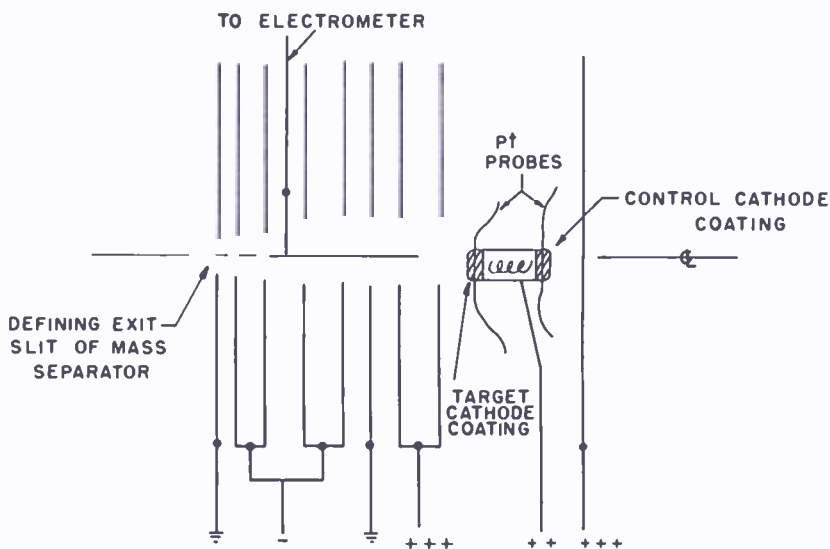 TO ELECTROMETER
Pt
PROBES
CONTROL CATHODE
COATING
℄
DEFINING EXIT
SLIT OF MASS
SEPARATOR
TARGET
CATHODE
COATING
-
+++
++
+++